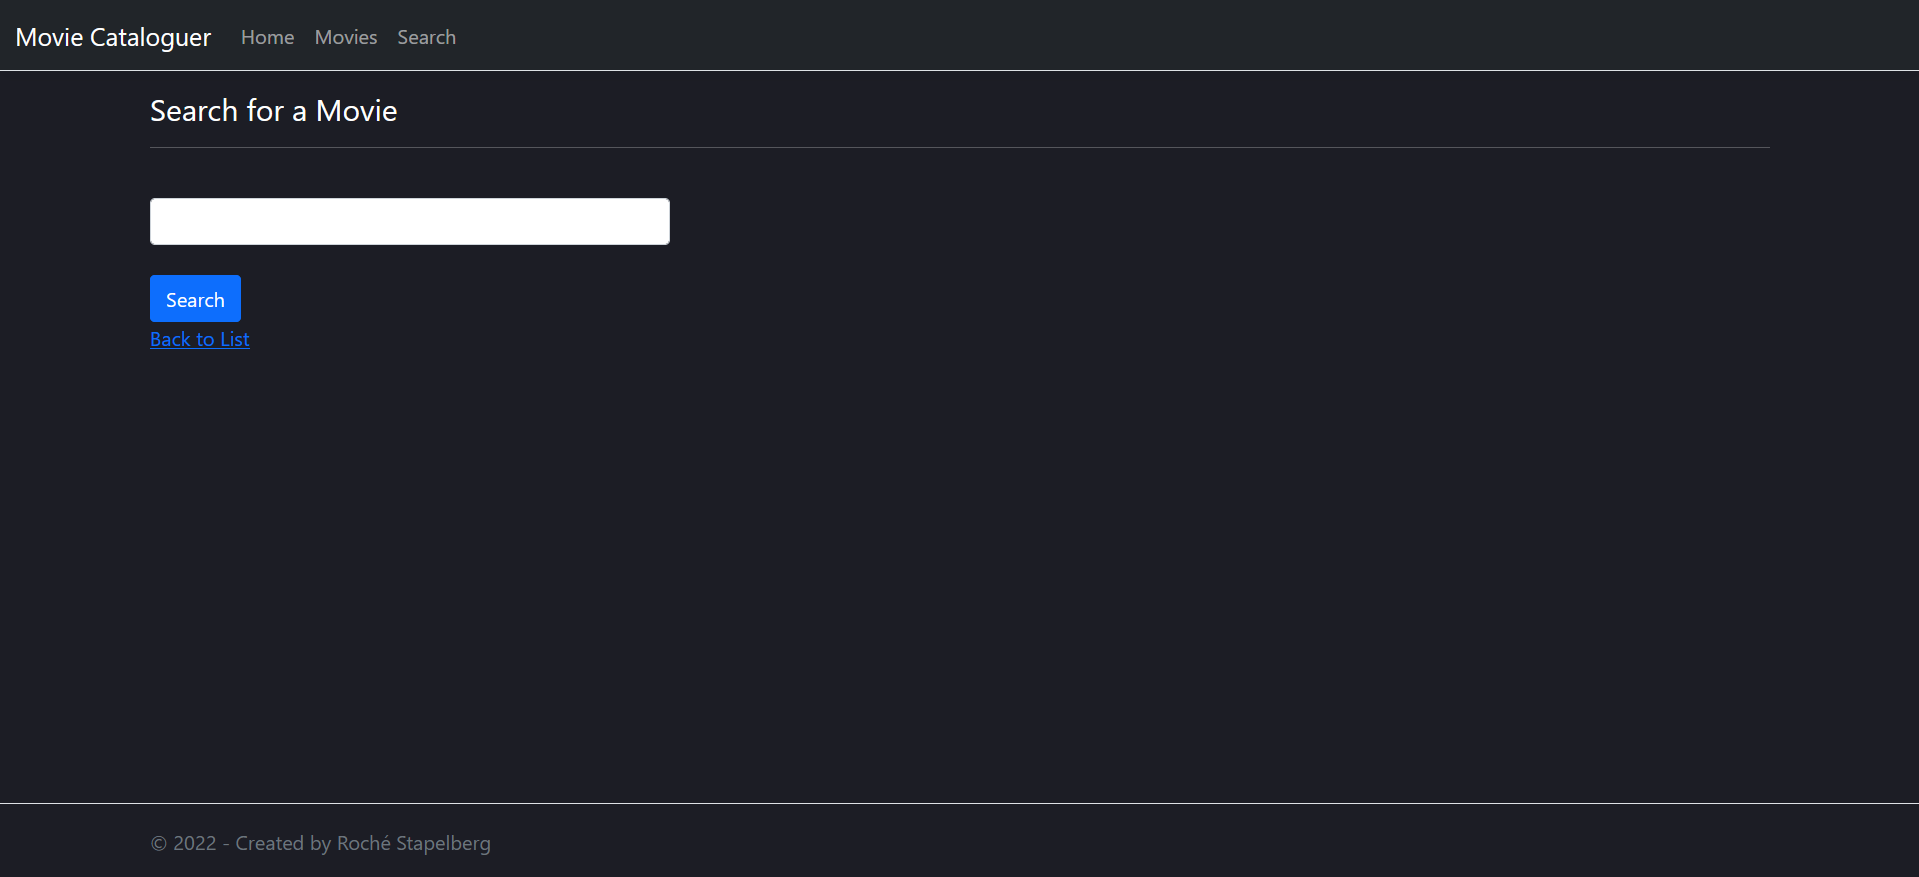 Movie Cataloguer Home Movies Search
Search for a Movie
Search
Back to List
© 2022 - Created by Roché Stapelberg